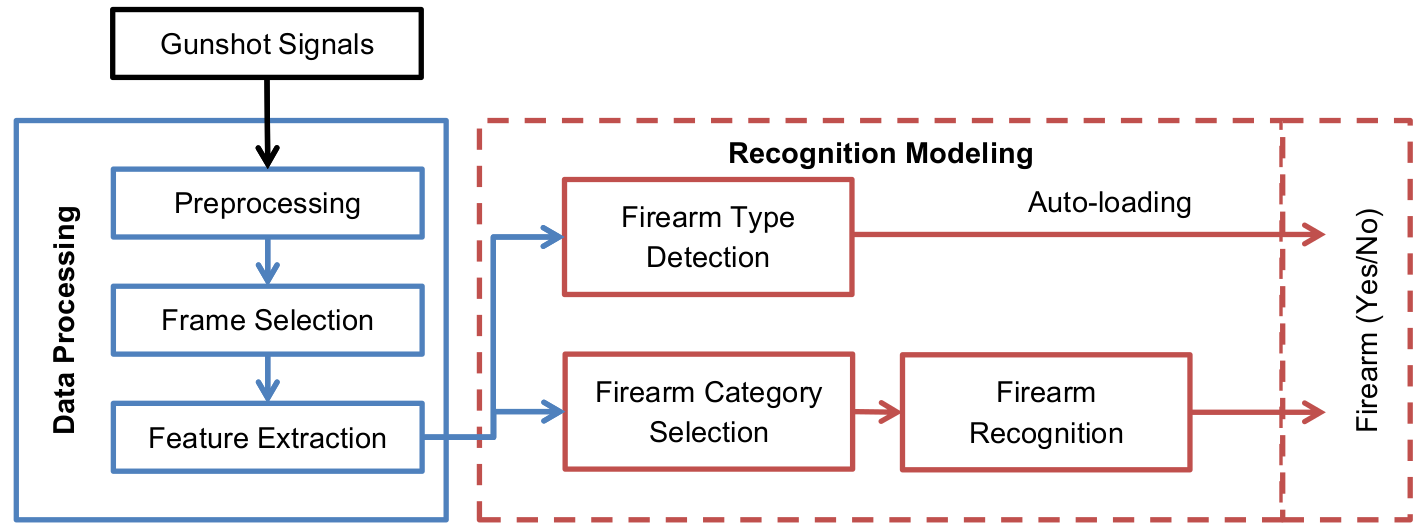 Gunshot Signals
Data Processing
Preprocessing
Frame Selection
Feature Extraction
Recognition Modeling
Firearm Type
Detection
Auto-loading
Firearm Category
Selection
Firearm
Recognition
Firearm (Yes/No)